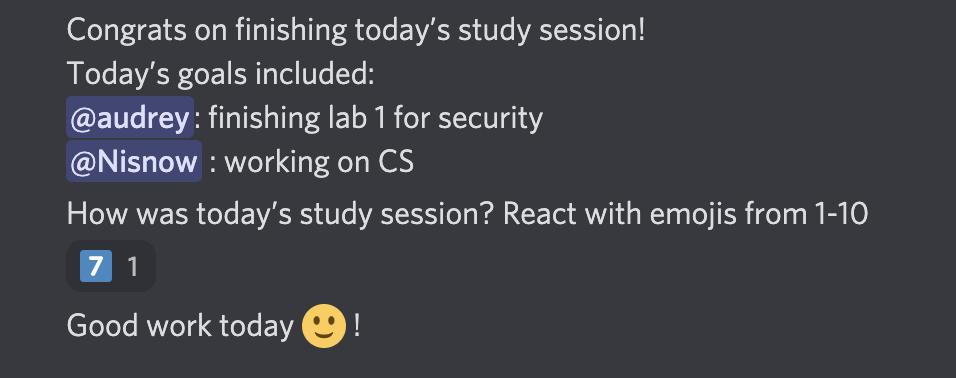 Congrats on finishing today's study session!
Today's goals included:
@audrey: finishing lab 1 for security
@Nisnow : working on CS
How was today's study session? React with emojis from 1-10
7 1
Good work today 🙂!